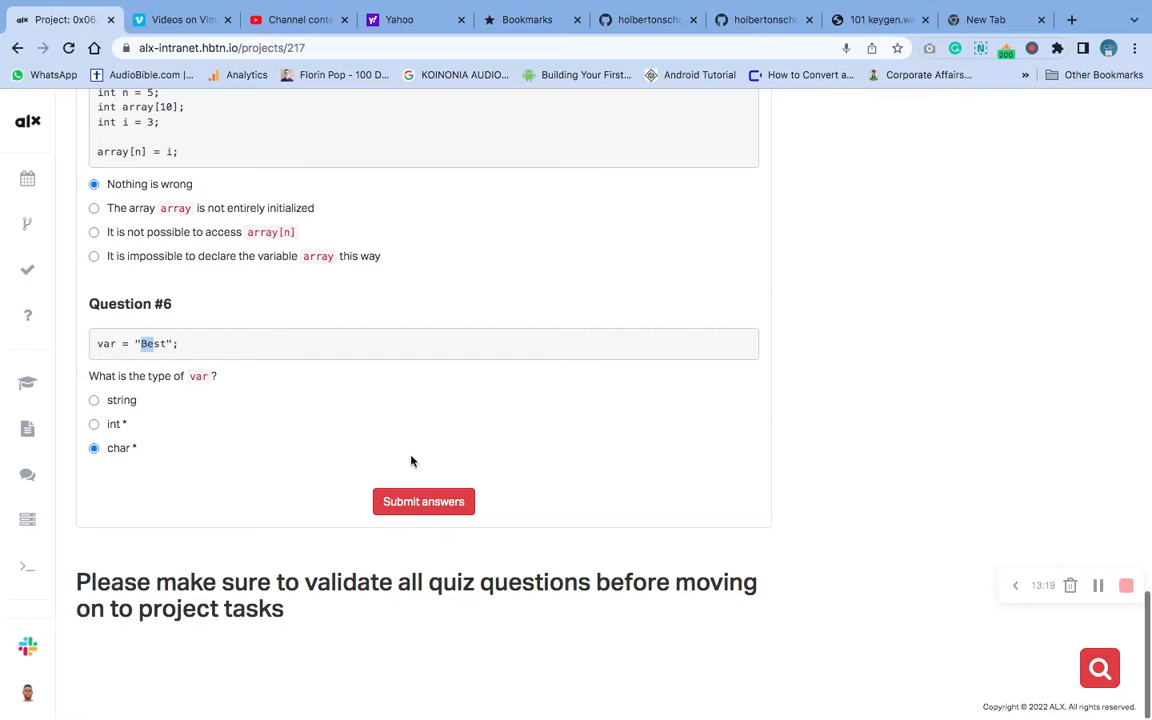 Project: 0x06.
Videos on Vim
Channel conte
Yahoo
Bookmarks
holbertonscho
holbertonscho
101 keygen.we
New Tab
alx-intranet.hbtn.io/projects/217
200
WhatsApp
AudioBible.com |...
Analytics
Florin Pop - 100 D...
KOINONIA AUDIO...
Building Your First...
Android Tutorial
How to Convert a...
Corporate Affairs...
»
Other Bookmarks
alx
int n = 5;
int array[10];
int i = 3;
array[n] = i;
Nothing is wrong
The array array is not entirely initialized
It is not possible to access array[n]
It is impossible to declare the variable array this way
Question #6
var = "Best";
What is the type of var?
string
int *
char *
Submit answers
Please make sure to validate all quiz questions before moving
on to project tasks
13:19
Copyright © 2022 ALX. All rights reserved.